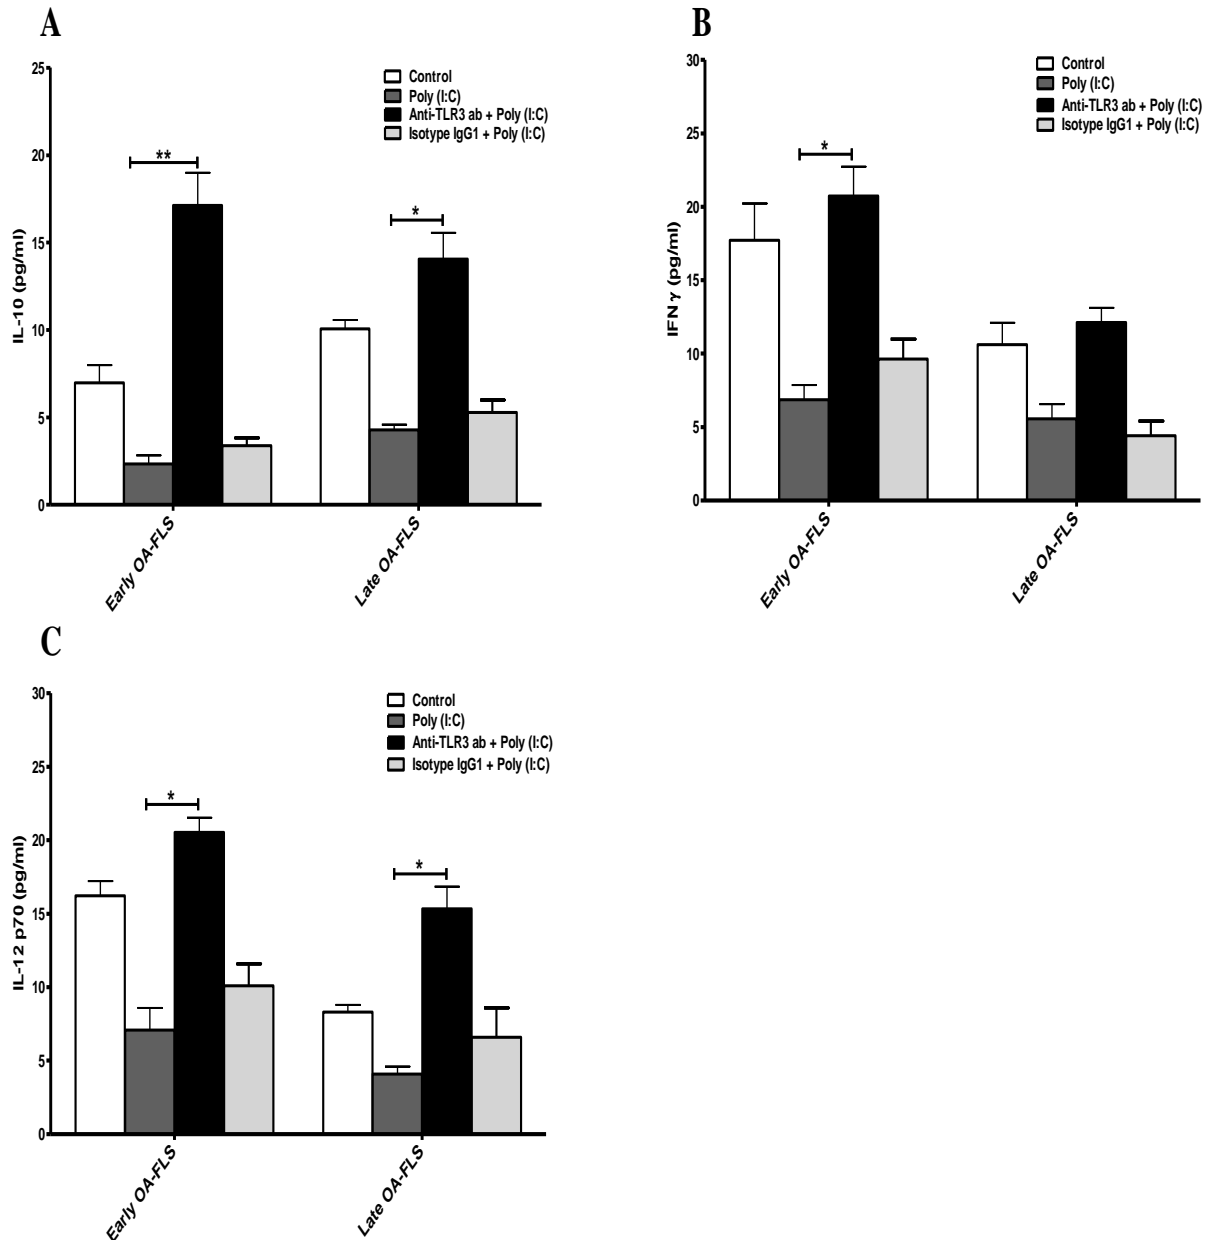 A
25
20
15
10
5
0
IL-10 (pg/ml)
Control
Poly (I:C)
Anti-TLR3 ab + Poly (I:C)
Isotype IgG1 + Poly (I:C)
**
*
Early OA-FLS
Late OA-FLS
B
30
25
20
15
10
5
0
IFN γ (pg/ml)
Control
Poly (I:C)
Anti-TLR3 ab + Poly (I:C)
Isotype IgG1 + Poly (I:C)
*
Early OA-FLS
Late OA-FLS
C
30
25
20
15
10
5
0
IL-12 p70 (pg/ml)
Control
Poly (I:C)
Anti-TLR3 ab + Poly (I:C)
Isotype IgG1 + Poly (I:C)
*
*
Early OA-FLS
Late OA-FLS